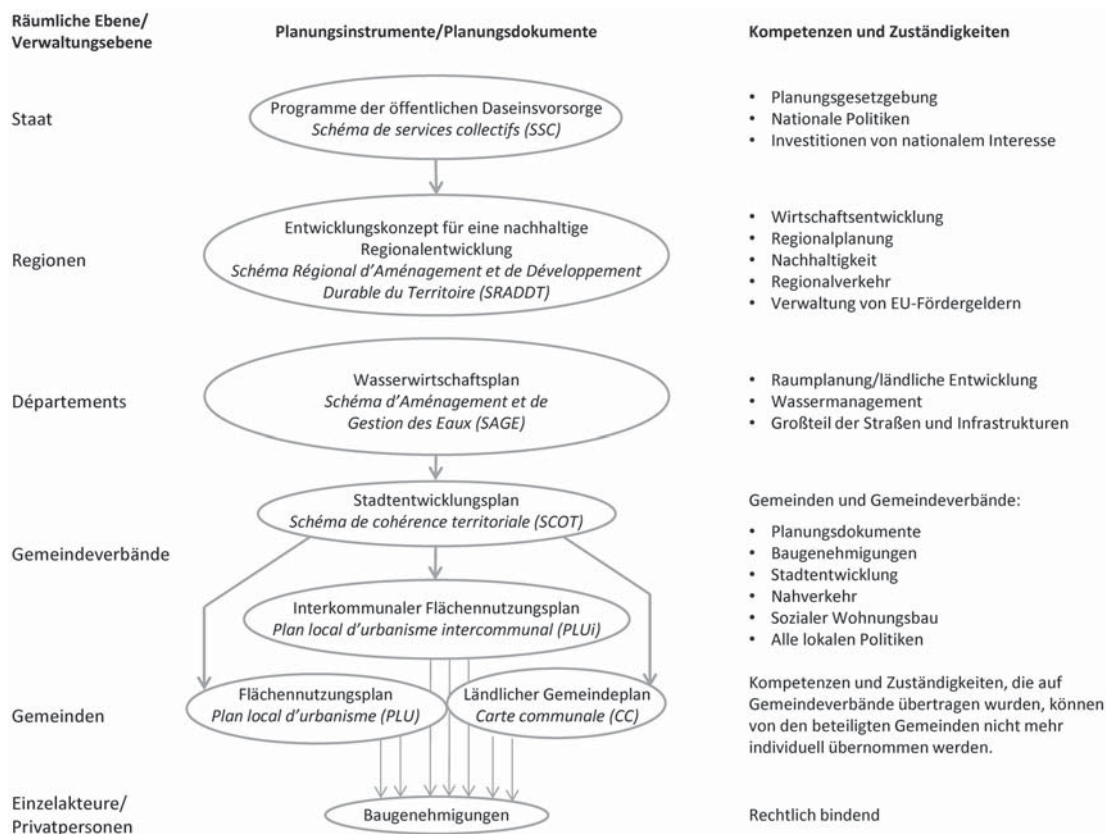 Räumliche Ebene/
Verwaltungsebene
Planungsinstrumente/Planungsdokumente
Kompetenzen und Zuständigkeiten
Staat
Programme der öffentlichen Daseinsvorsorge
Schéma de services collectifs (SSC)
• Planungsgesetzgebung
• Nationale Politiken
• Investitionen von nationalem Interesse
Regionen
Entwicklungskonzept für eine nachhaltige
Regionalentwicklung
Schéma Régional d'Aménagement et de Développement
Durable du Territoire (SRADDT)
• Wirtschaftsentwicklung
• Regionalplanung
• Nachhaltigkeit
• Regionalverkehr
• Verwaltung von EU-Fördergeldern
Départements
Wasserwirtschaftsplan
Schéma d'Aménagement et de
Gestion des Eaux (SAGE)
• Raumplanung/ländliche Entwicklung
• Wassermanagement
• Großteil der Straßen und Infrastrukturen
Gemeindeverbände
Stadtentwicklungsplan
Schéma de cohérence territoriale (SCOT)
Interkommunaler Flächennutzungsplan
Plan local d'urbanisme intercommunal (PLUi)
Gemeinden und Gemeindeverbände:
• Planungsdokumente
• Baugenehmigungen
• Stadtentwicklung
• Nahverkehr
• Sozialer Wohnungsbau
• Alle lokalen Politiken
Gemeinden
Flächennutzungsplan
Plan local d'urbanisme (PLU)
Ländlicher Gemeindeplan
Carte communale (CC)
Kompetenzen und Zuständigkeiten, die auf
Gemeindeverbände übertragen wurden, können
von den beteiligten Gemeinden nicht mehr
individuell übernommen werden.
Einzelakteure/
Privatpersonen
Baugenehmigungen
Rechtlich bindend